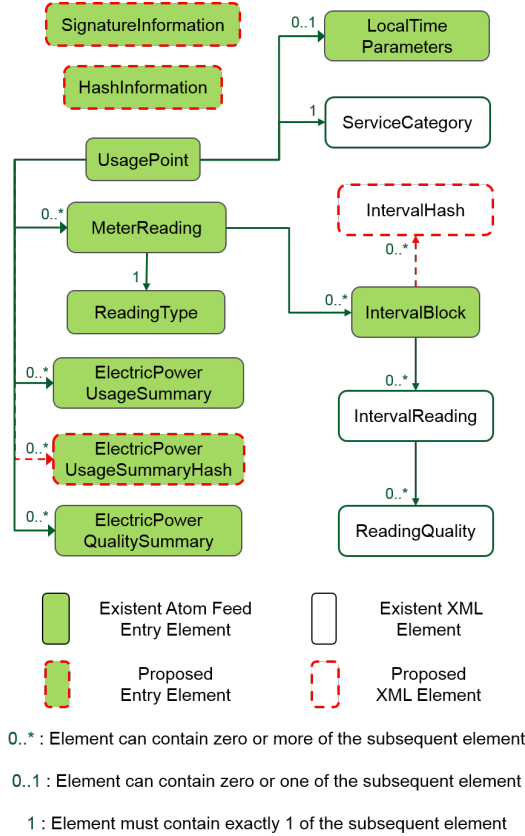 SignatureInformation
0..1
LocalTime
Parameters
HashInformation
1
ServiceCategory
UsagePoint
0..*
MeterReading
IntervalHash
0..*
1
ReadingType
0..*
IntervalBlock
0..*
ElectricPower
UsageSummary
0..*
IntervalReading
0..*
ElectricPower
UsageSummaryHash
0..*
ElectricPower
QualitySummary
0..*
ReadingQuality
Existent Atom Feed
Entry Element
Existent XML
Element
Proposed
Entry Element
Proposed
XML Element
0..* : Element can contain zero or more of the subsequent element
0..1 : Element can contain zero or one of the subsequent element
1 : Element must contain exactly 1 of the subsequent element